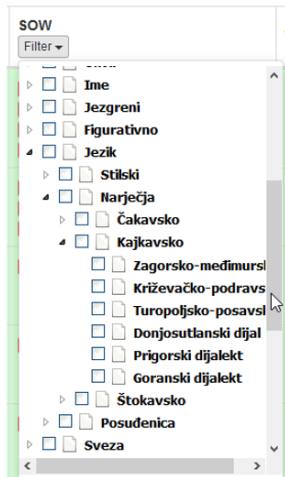 SOW
Filter
Ime
Jezgreni
Figurativno
Jezik
Stilski
Narječja
Čakavsko
Kajkavsko
Zagorsko-međimursl
Križevačko-podravs
Turopoljsko-posavsl
Donjosutlanski dijal
Prigorski dijalekt
Goranski dijalekt
Štokavsko
Posuđenica
Sveza